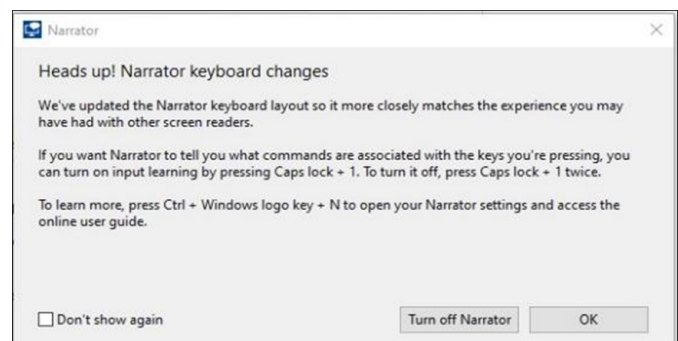 Narrator
Heads up! Narrator keyboard changes
We've updated the Narrator keyboard layout so it more closely matches the experience you may
have had with other screen readers.
If you want Narrator to tell you what commands are associated with the keys you're pressing, you
can turn on input learning by pressing Caps lock + 1. To turn it off, press Caps lock + 1 twice.
To learn more, press Ctrl + Windows logo key + N to open your Narrator settings and access the
online user guide.
Don't show again
Turn off Narrator
OK